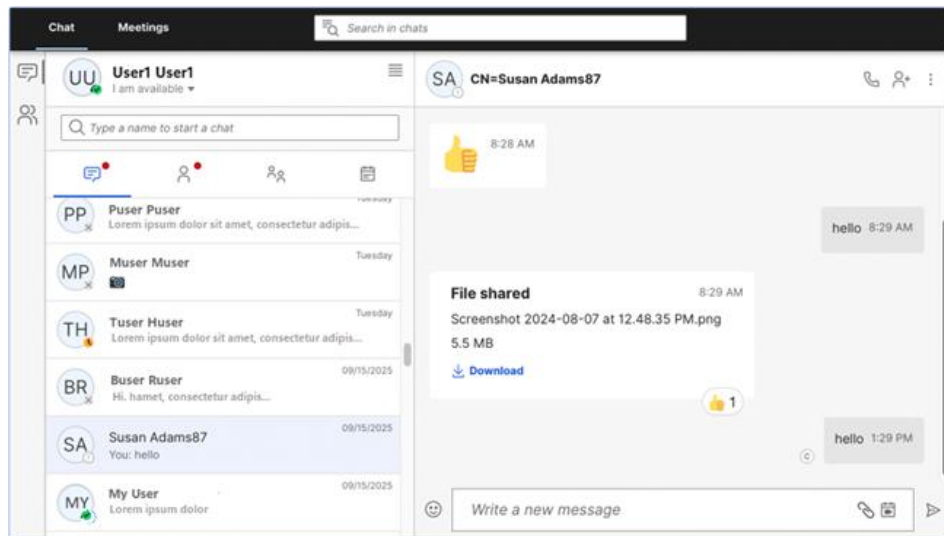 Chat Meetings Search in chats
UU User1 User1
I am available
Type a name to start a chat
Tuesday
PP Puser Puser
Lorem ipsum dolor sit amet, consectetur adipis...
MP Muser Muser Tuesday
TH Tuser Huser Tuesday
Lorem ipsum dolor sit amet, consectetur adipis...
BR Buser Ruser 09/15/2025
Hi. hamet, consectetur adipis...
SA Susan Adams87 09/15/2025
You: hello
MY My User 09/15/2025
Lorem ipsum dolor
SA CN=Susan Adams87
8:28 AM
hello 8:29 AM
File shared 8:29 AM
Screenshot 2024-08-07 at 12.48.35 PM.png
5.5 MB
Download
1
hello 1:29 PM
C
Write a new message